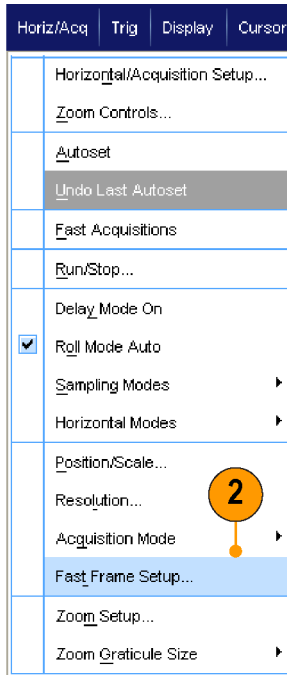 Horiz/Acq Trig Display Cursor
Horizontal/Acquisition Setup...
Zoom Controls...
Autoset
Undo Last Autoset
Fast Acquisitions
Run/Stop...
Delay Mode On
Roll Mode Auto
Sampling Modes
Horizontal Modes
Position/Scale...
Resolution...
2
Acquisition Mode
Fast Frame Setup...
Zoom Setup...
Zoom Graticule Size